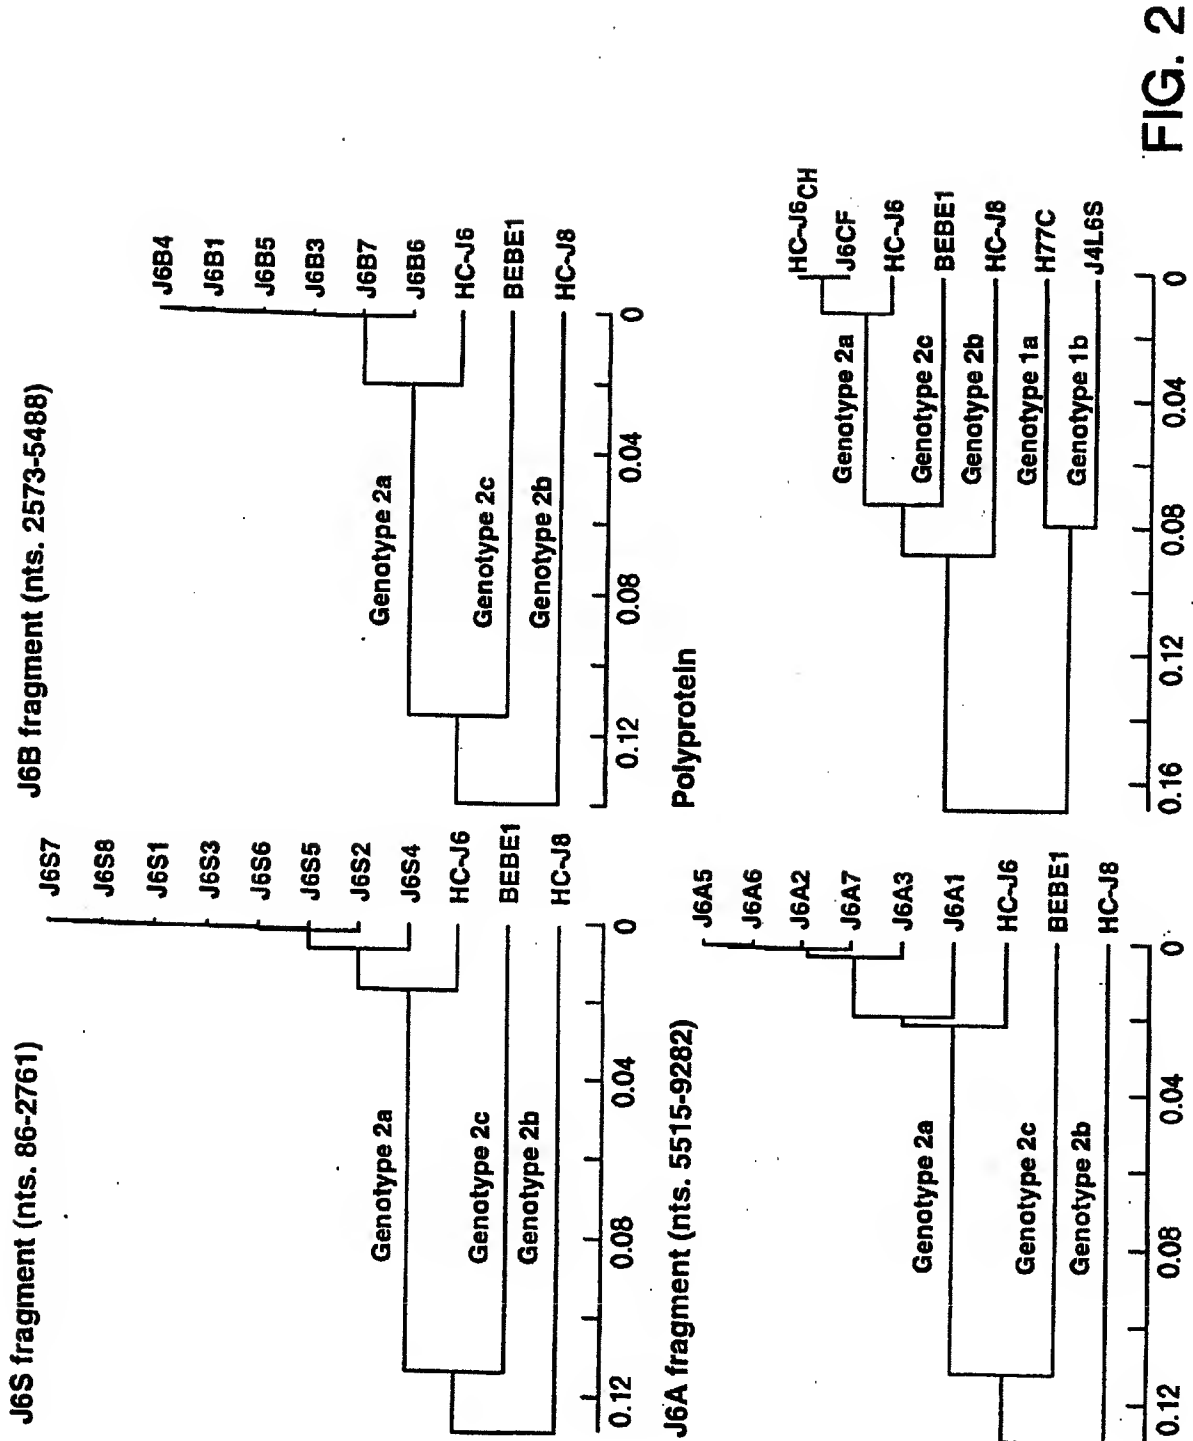 J6S fragment (nts. 86-2761)
J6S7
J6S8
J6S1
J6S3
J6S6
J6S5
J6S2
J6S4
HC-J6
BEBE1
HC-J8
Genotype 2a
Genotype 2c
Genotype 2b
0.12
0.08
0.04
0
J6B fragment (nts. 2573-5488)
J6B4
J6B1
J6B5
J6B3
J6B7
J6B6
HC-J6
BEBE1
HC-J8
Genotype 2a
Genotype 2c
Genotype 2b
0.12
0.08
0.04
0
J6A fragment (nts. 5515-9282)
J6A5
J6A6
J6A2
J6A7
J6A3
J6A1
HC-J6
BEBE1
HC-J8
Genotype 2a
Genotype 2c
Genotype 2b
0.12
0.08
0.04
0
Polyprotein
HC-J6CH
J6CF
HC-J6
BEBE1
HC-J8
H77C
J4L6S
Genotype 2a
Genotype 2c
Genotype 2b
Genotype 1a
Genotype 1b
0.16
0.12
0.08
0.04
0
FIG. 2